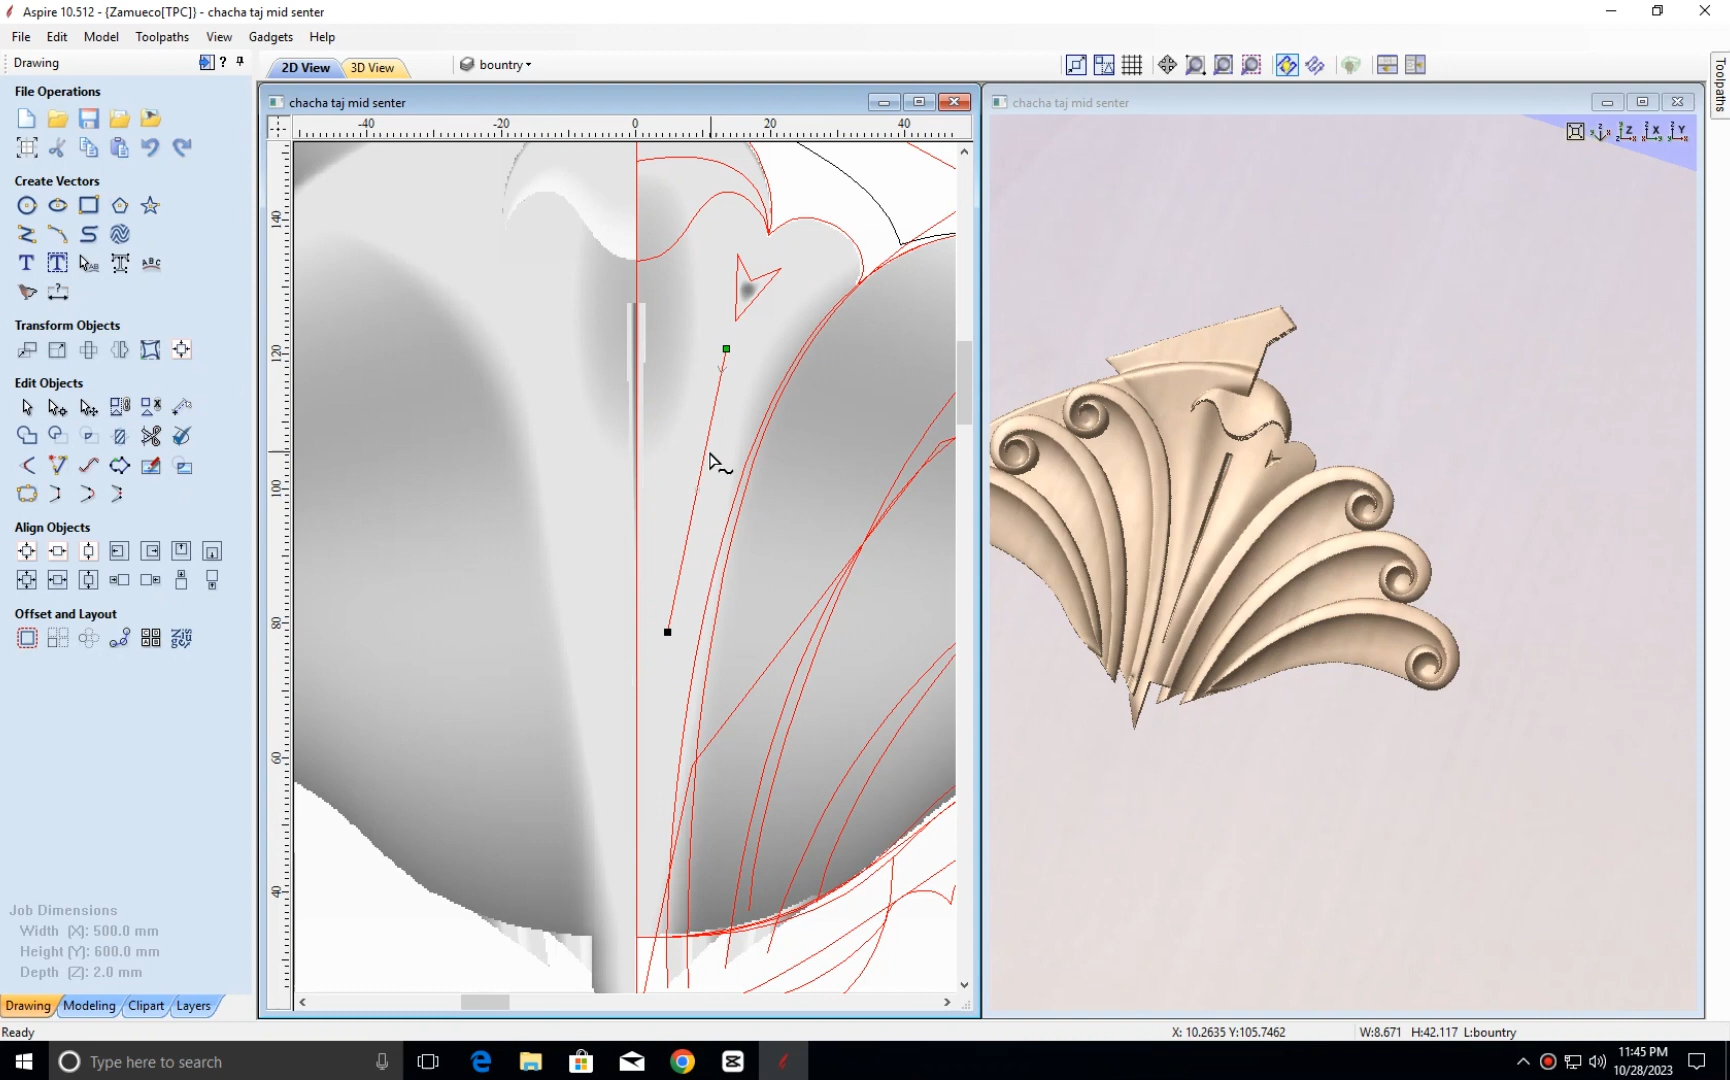 Aspire 10.512 - {Zamueco[TPC]} - chacha taj mid senter
File Edit Model Toolpaths View Gadgets Help
Drawing
?
2D View
3D View
bountry
Toolpaths
File Operations
Create Vectors
T T
ABC
Transform Objects
Edit Objects
Align Objects
Offset and Layout
Job Dimensions
Width (X): 500.0 mm
Height (Y): 600.0 mm
Depth (Z): 2.0 mm
Drawing Modeling Clipart Layers
chacha taj mid senter
-40 -20 0 20 40
140
120
100
80
60
40
chacha taj mid senter
Z X Y
Ready
X: 10.2635 Y:105.7462
W:8.671 H:42.117 L:bountry
Type here to search
11:45 PM
10/28/2023